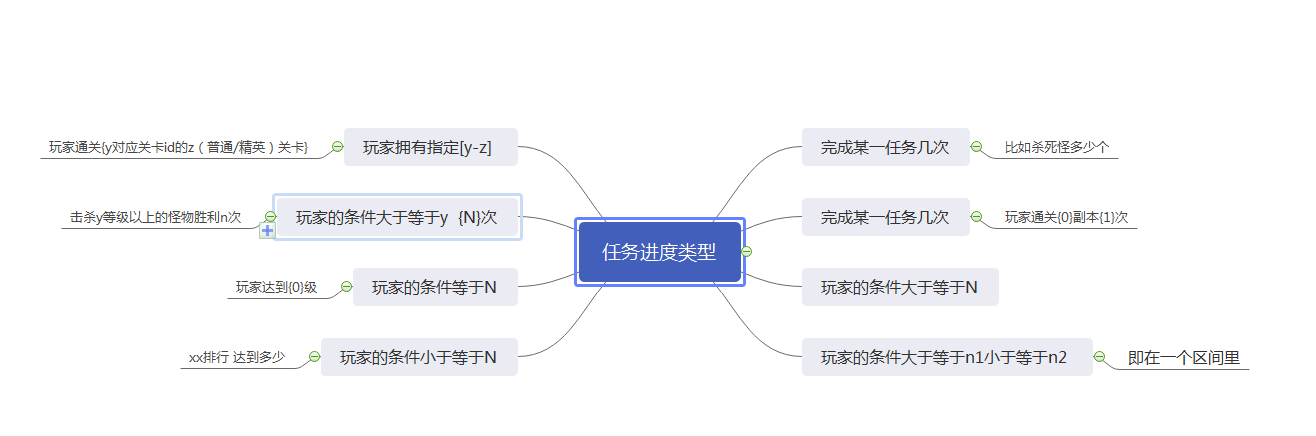 玩家通关{y对应关卡id的z（普通/精英）关卡}
玩家拥有指定[y-z]
完成某一任务几次
比如杀死怪多少个
击杀y等级以上的怪物胜利n次
玩家的条件大于等于y {N}次
完成某一任务几次
玩家通关{0}副本{1}次
任务进度类型
玩家达到{0}级
玩家的条件等于N
玩家的条件大于等于N
xx排行 达到多少
玩家的条件小于等于N
玩家的条件大于等于n1小于等于n2
即在一个区间里